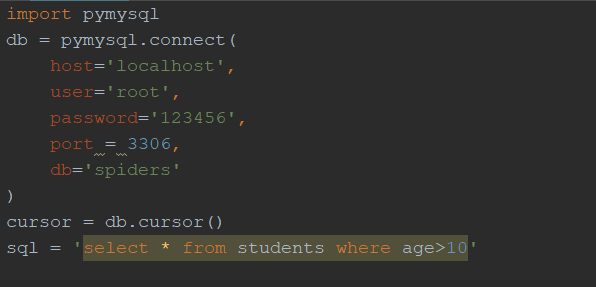 import pymysql
db = pymysql.connect(
    host='localhost',
    user='root',
    password='123456',
    port = 3306,
    db='spiders'
)
cursor = db.cursor()
sql = 'select * from students where age>10'